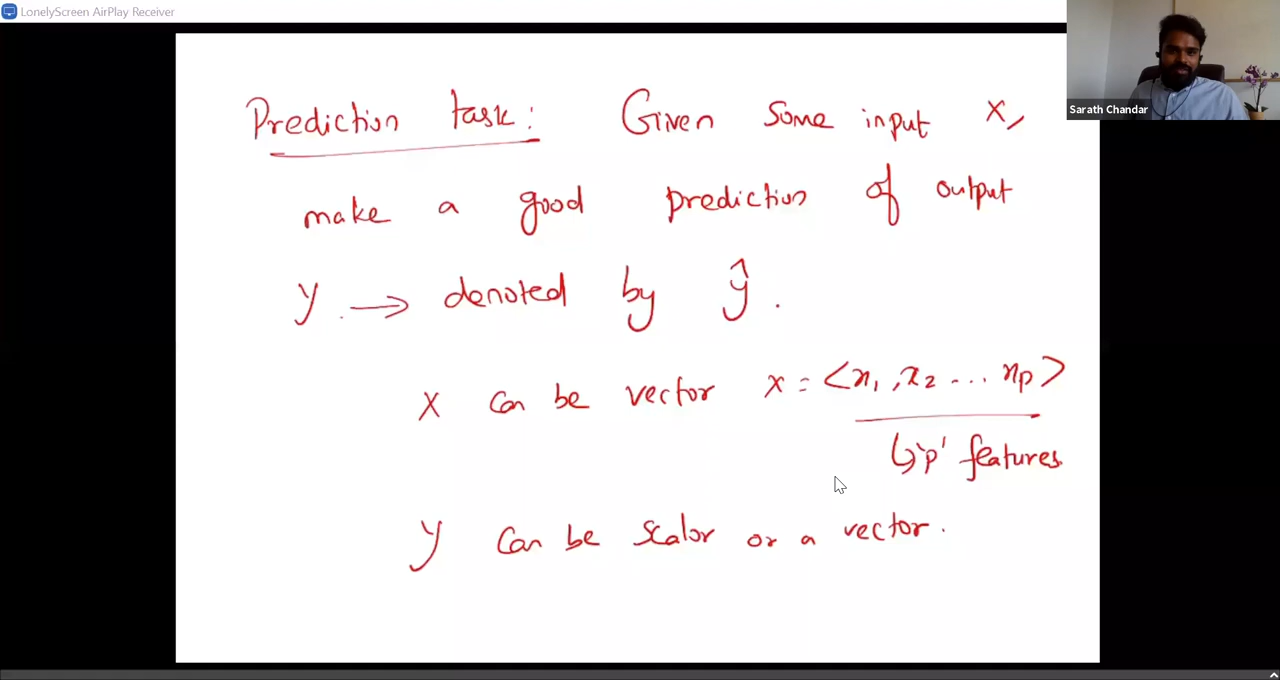 LonelyScreen AirPlay Receiver
Sarath Chandar
Prediction task: Given some input x,
make a good prediction of output
y → denoted by ŷ.
x can be vector x = <x1, x2 ... xp>
↳ 'p' features
y can be scalor or a vector.